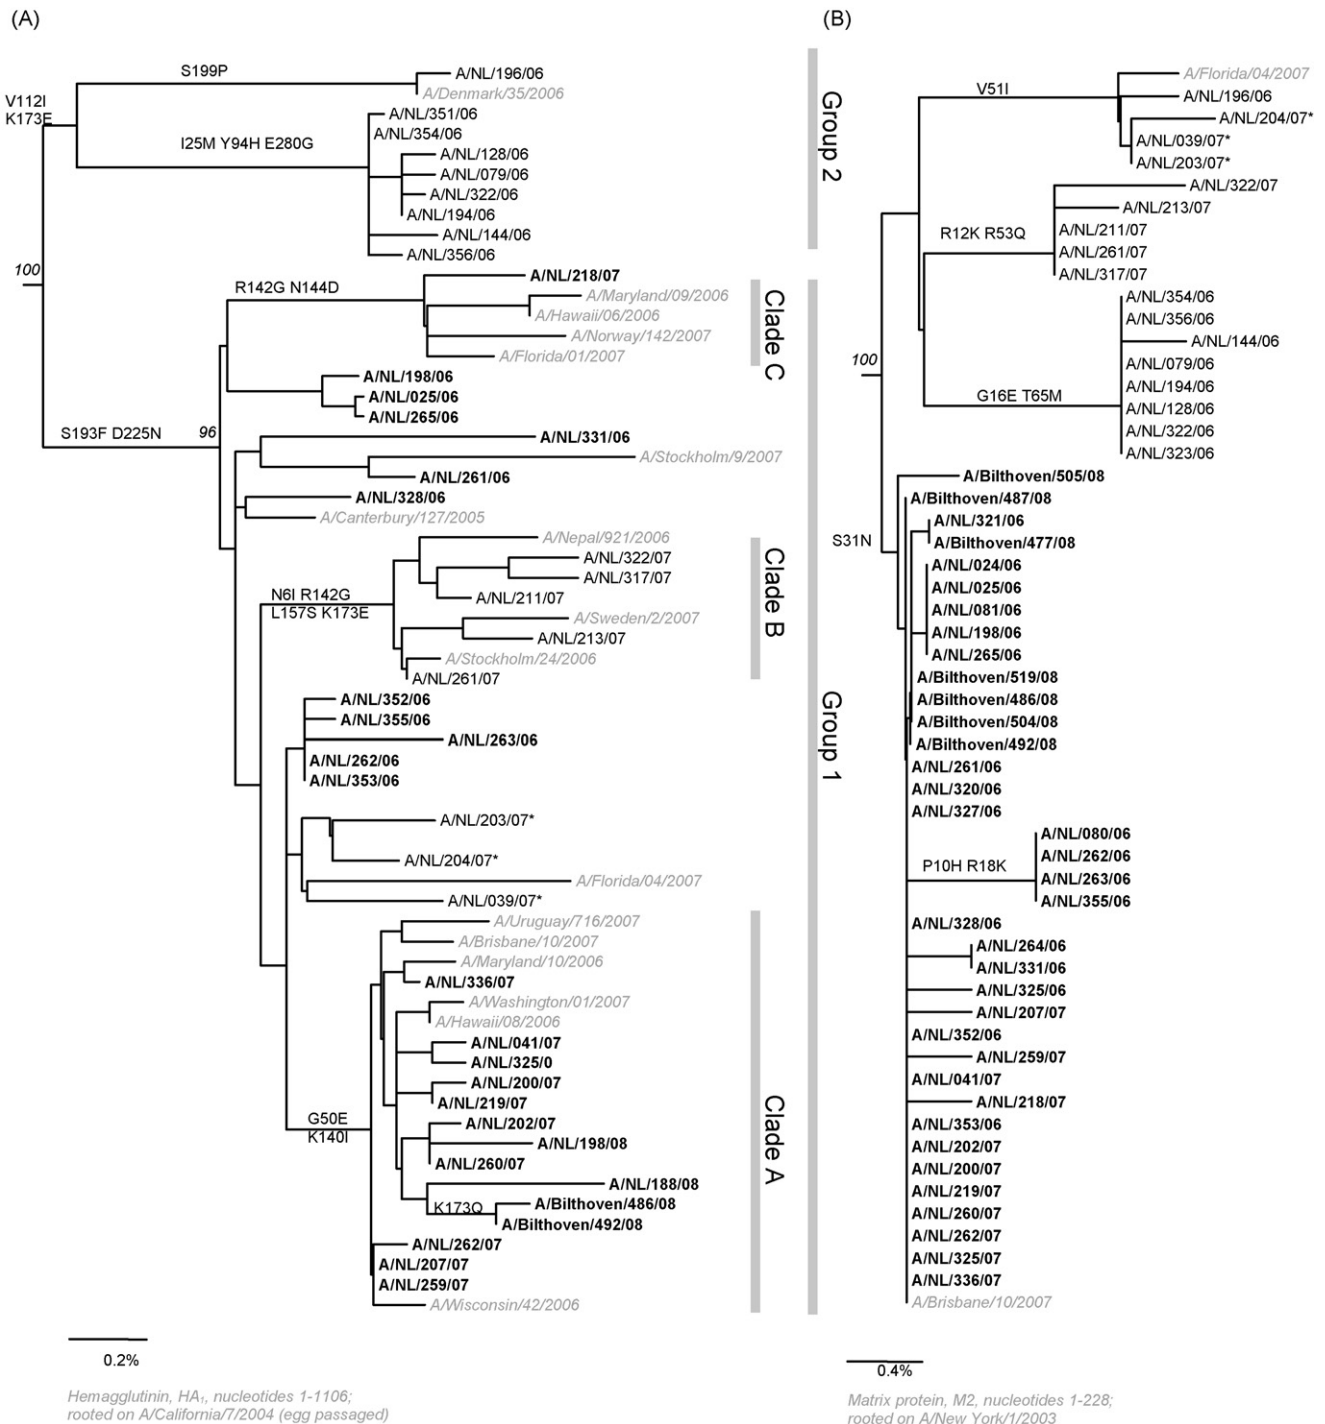 (A)
S199P
V112I
K173E
A/NL/196/06
A/Denmark/35/2006
A/NL/351/06
A/NL/354/06
I25M Y94H E280G
A/NL/128/06
A/NL/079/06
A/NL/322/06
A/NL/194/06
A/NL/144/06
A/NL/356/06
Group 2
100
A/NL/218/07
R142G N144D
A/Maryland/09/2006
A/Hawaii/06/2006
A/Norway/142/2007
A/Florida/01/2007
Clade C
A/NL/198/06
A/NL/025/06
A/NL/265/06
S193F D225N
96
A/NL/331/06
A/Stockholm/9/2007
A/NL/261/06
A/NL/328/06
A/Canterbury/127/2005
A/Nepal/921/2006
A/NL/322/07
A/NL/317/07
N6I R142G
L157S K173E
A/NL/211/07
A/Sweden/2/2007
A/NL/213/07
A/Stockholm/24/2006
A/NL/261/07
Clade B
A/NL/352/06
A/NL/355/06
A/NL/263/06
A/NL/262/06
A/NL/353/06
Group 1
A/NL/203/07*
A/NL/204/07*
A/Florida/04/2007
A/NL/039/07*
A/Uruguay/716/2007
A/Brisbane/10/2007
A/Maryland/10/2006
A/NL/336/07
A/Washington/01/2007
A/Hawaii/08/2006
A/NL/041/07
A/NL/325/0
A/NL/200/07
A/NL/219/07
G50E
K140I
A/NL/202/07
A/NL/198/08
A/NL/260/07
A/NL/188/08
K173Q
A/Bilthoven/486/08
A/Bilthoven/492/08
A/NL/262/07
A/NL/207/07
A/NL/259/07
A/Wisconsin/42/2006
Clade A
0.2%
Hemagglutinin, HA₁, nucleotides 1-1106;
rooted on A/California/7/2004 (egg passaged)
(B)
A/Florida/04/2007
V51I
A/NL/196/06
A/NL/204/07*
A/NL/039/07*
A/NL/203/07*
A/NL/322/07
A/NL/213/07
R12K R53Q
A/NL/211/07
A/NL/261/07
A/NL/317/07
A/NL/354/06
A/NL/356/06
A/NL/144/06
100
A/NL/079/06
A/NL/194/06
G16E T65M
A/NL/128/06
A/NL/322/06
A/NL/323/06
A/Bilthoven/505/08
A/Bilthoven/487/08
A/NL/321/06
S31N
A/Bilthoven/477/08
A/NL/024/06
A/NL/025/06
A/NL/081/06
A/NL/198/06
A/NL/265/06
A/Bilthoven/519/08
A/Bilthoven/486/08
A/Bilthoven/504/08
A/Bilthoven/492/08
A/NL/261/06
A/NL/320/06
A/NL/327/06
A/NL/080/06
A/NL/262/06
P10H R18K
A/NL/263/06
A/NL/355/06
A/NL/328/06
A/NL/264/06
A/NL/331/06
A/NL/325/06
A/NL/207/07
A/NL/352/06
A/NL/259/07
A/NL/041/07
A/NL/218/07
A/NL/353/06
A/NL/202/07
A/NL/200/07
A/NL/219/07
A/NL/260/07
A/NL/262/07
A/NL/325/07
A/NL/336/07
A/Brisbane/10/2007
0.4%
Matrix protein, M2, nucleotides 1-228;
rooted on A/New York/1/2003